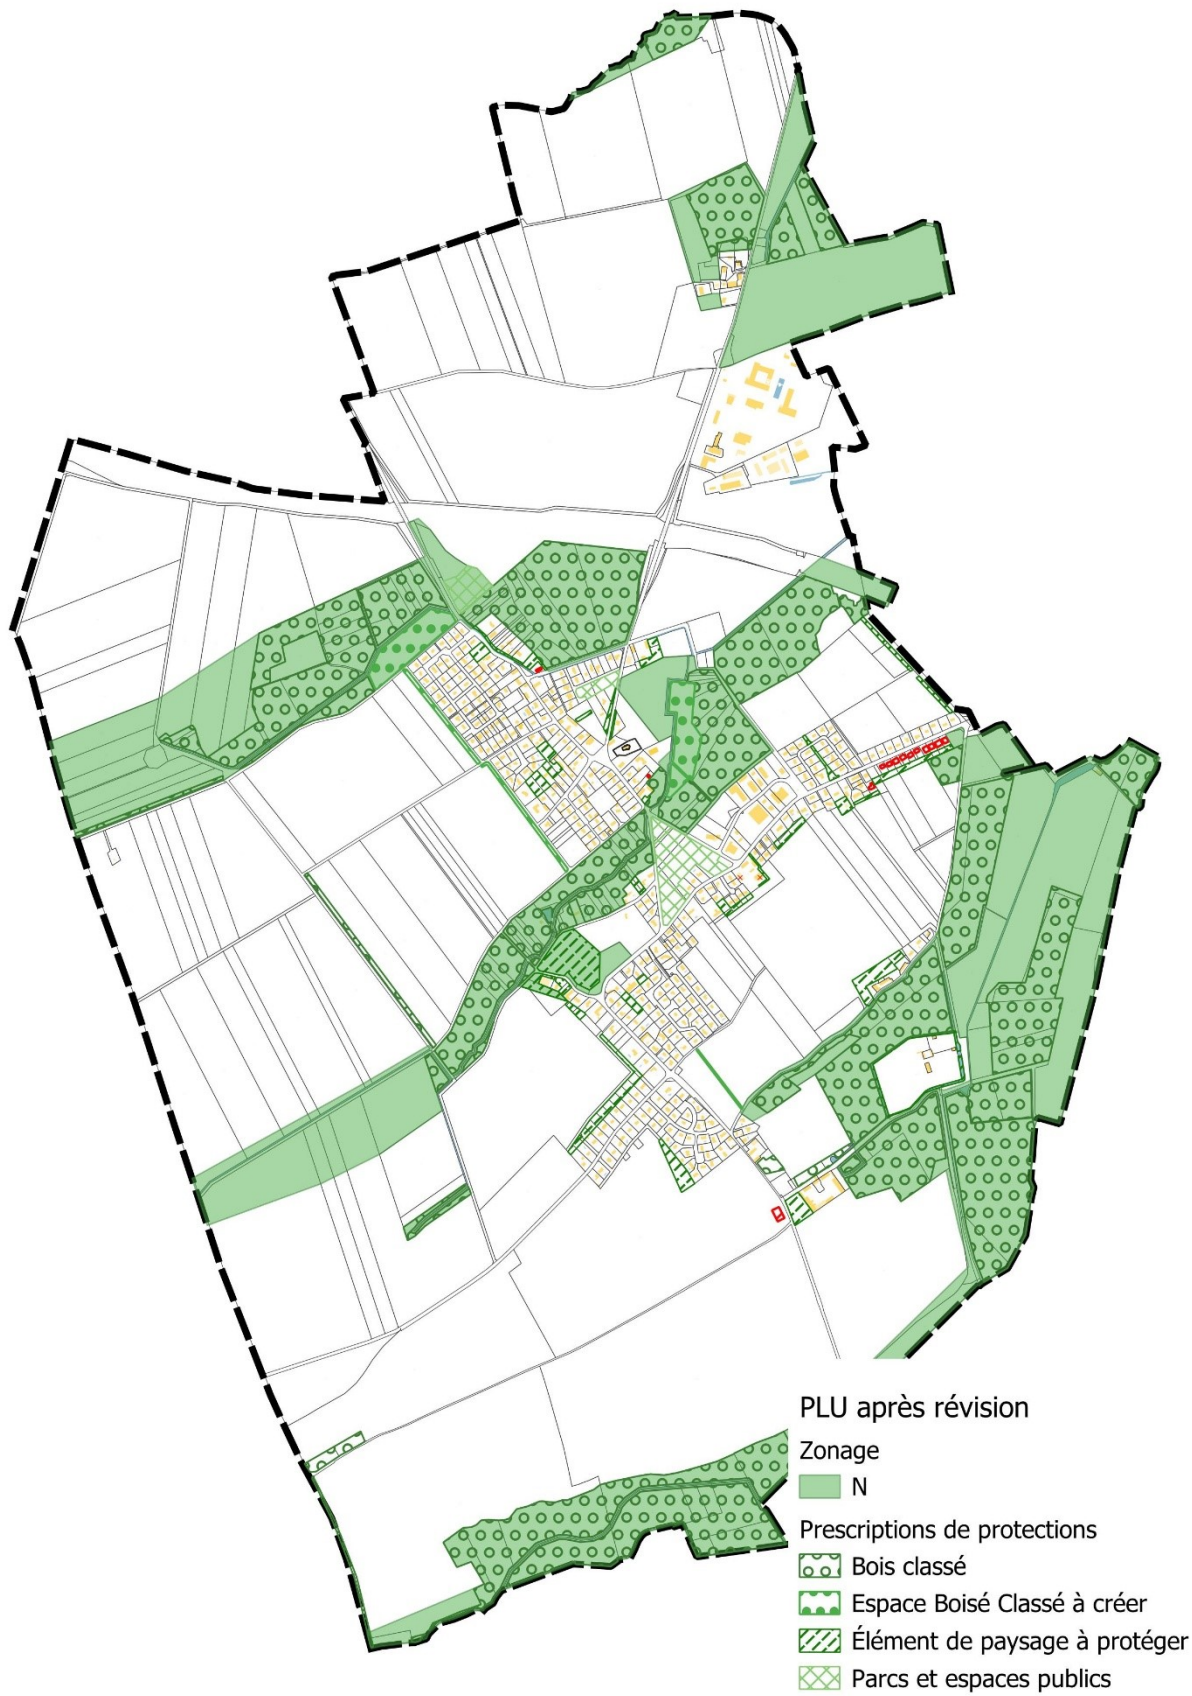 PLU après révision
Zonage
N
Prescriptions de protections
Bois classé
Espace Boisé Classé à créer
Élément de paysage à protéger
Parcs et espaces publics